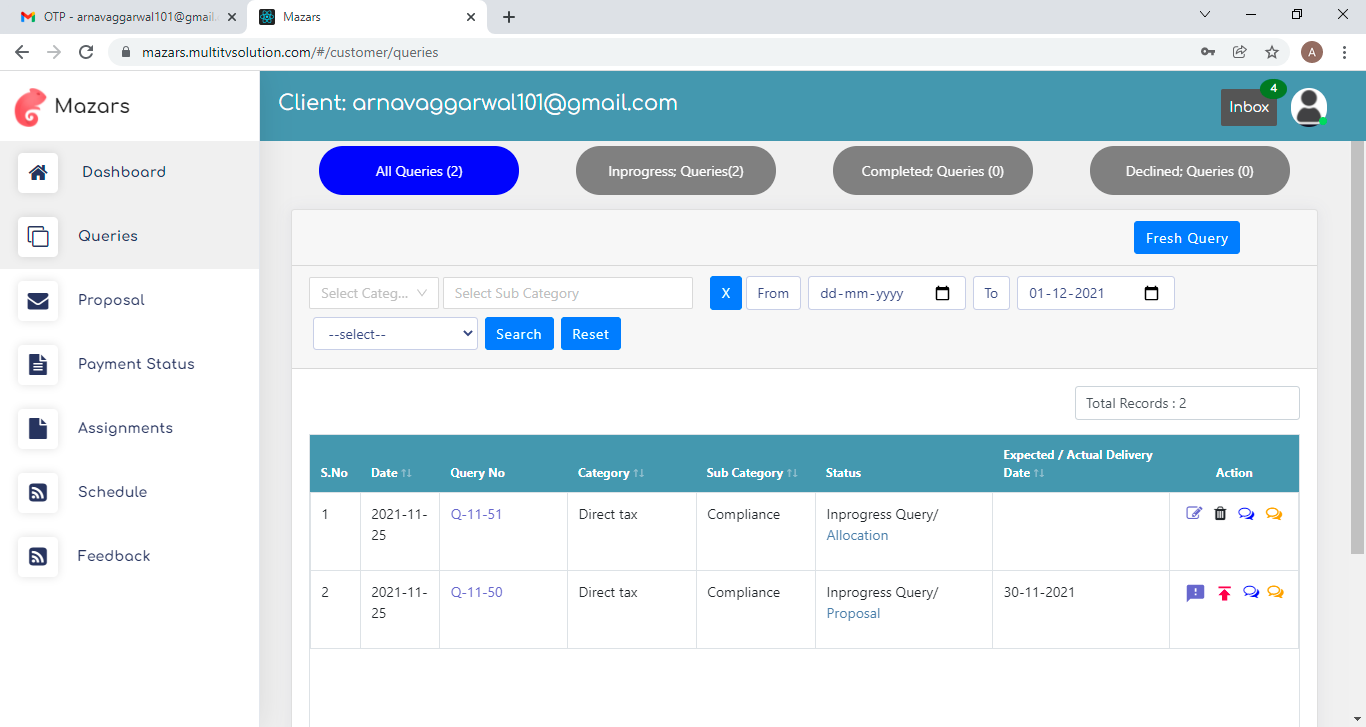 OTP - arnavaggarwal101@gmail.
Mazars
mazars.multitvsolution.com/#/customer/queries
A
Mazars
Client: arnavaggarwal101@gmail.com
Inbox
4
Dashboard
Queries
Proposal
Payment Status
Assignments
Schedule
Feedback
All Queries (2)
Inprogress; Queries(2)
Completed; Queries (0)
Declined; Queries (0)
Fresh Query
Select Categ... Select Sub Category X From dd-mm-yyyy To 01-12-2021
--select-- Search Reset
Total Records : 2
S.No Date Query No Category Sub Category Status Expected / Actual Delivery Date Action
1 2021-11-25 Q-11-51 Direct tax Compliance Inprogress Query/
Allocation
2 2021-11-25 Q-11-50 Direct tax Compliance Inprogress Query/ 30-11-2021
Proposal